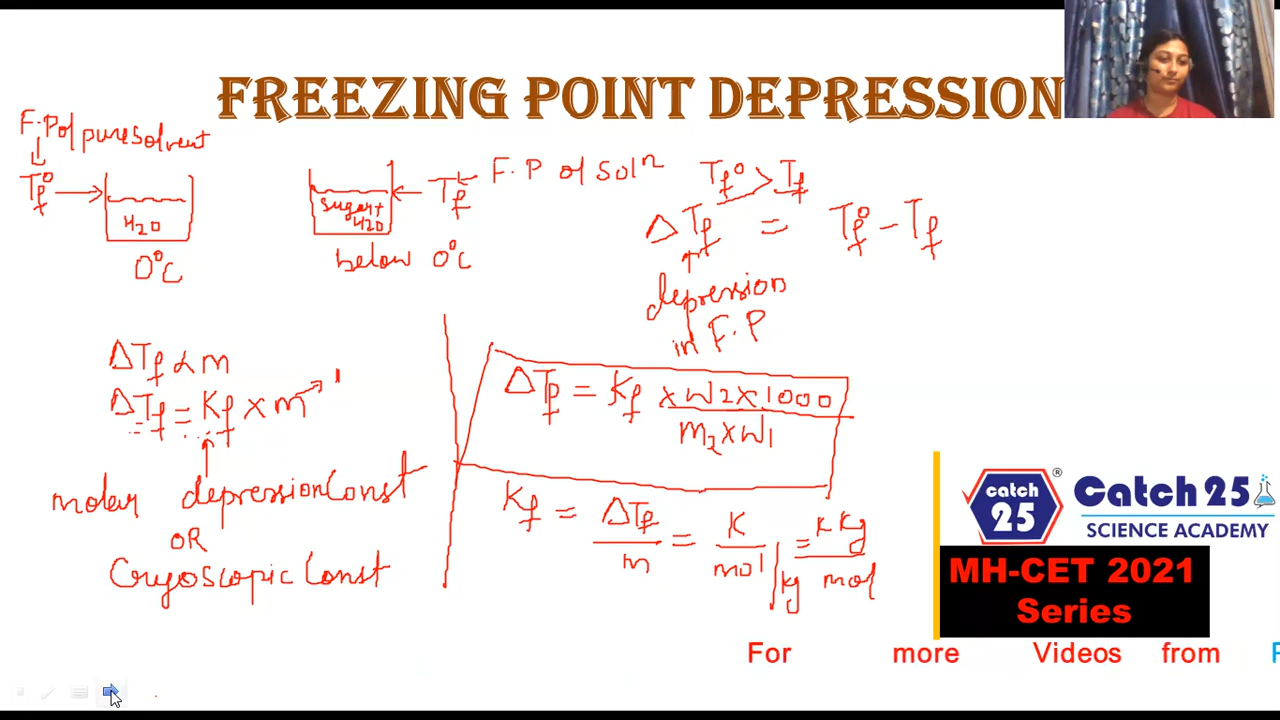 FREEZING POINT DEPRESSION
F.P of pure solvent
Tf° →
H2O
0°C
sugar+
H2O
← Tf ← F.P of Soln
below 0°C
Tf° > Tf
ΔTf = Tf° - Tf
depression
in F.P
ΔTf α m
ΔTf = Kf × m
molar depression Const
OR
Cryoscopic Const
ΔTf = Kf × W2 × 1000 / m2 × W1
Kf = ΔTf / m = K / mol / kg = K kg / mol
catch
25
®
Catch 25
SCIENCE ACADEMY
MH-CET 2021
Series
For more Videos from